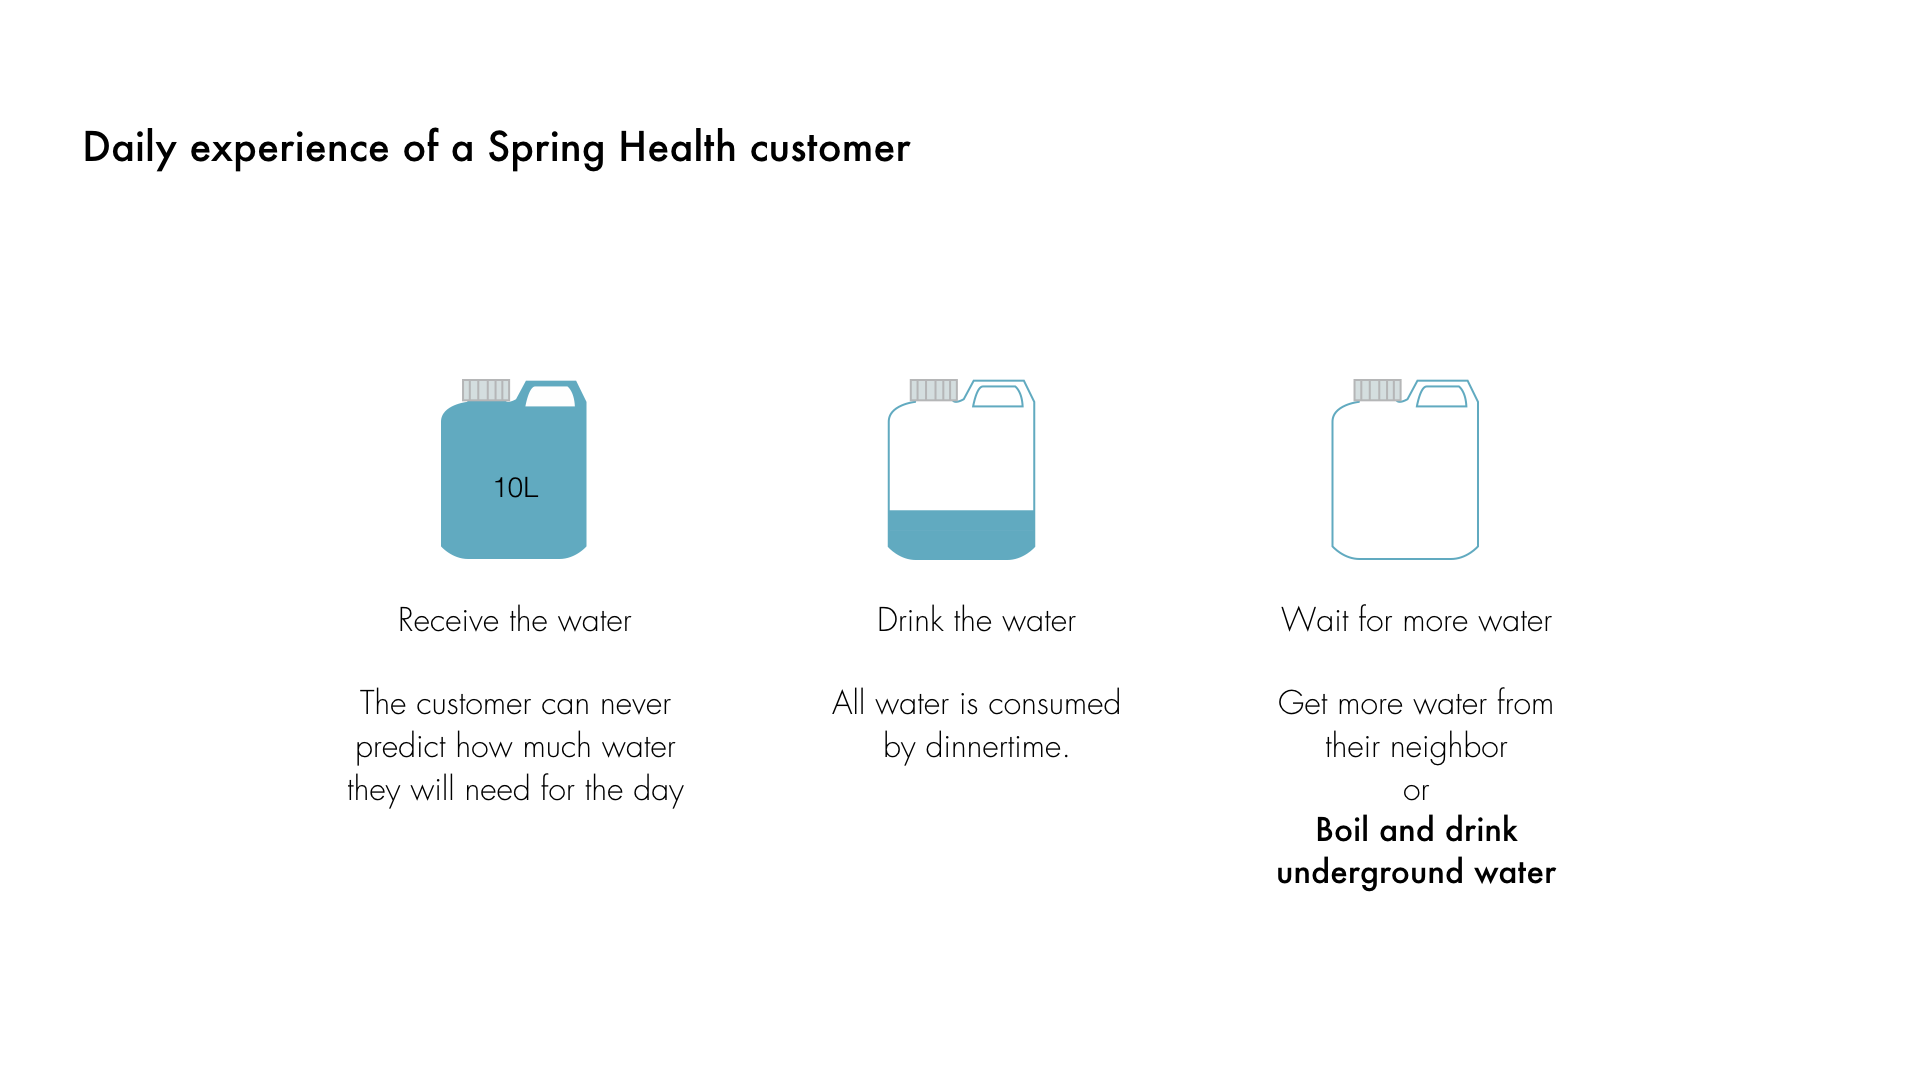 Daily experience of a Spring Health customer
10L
Receive the water
The customer can never
predict how much water
they will need for the day
Drink the water
All water is consumed
by dinnertime.
Wait for more water
Get more water from
their neighbor
or
Boil and drink
underground water